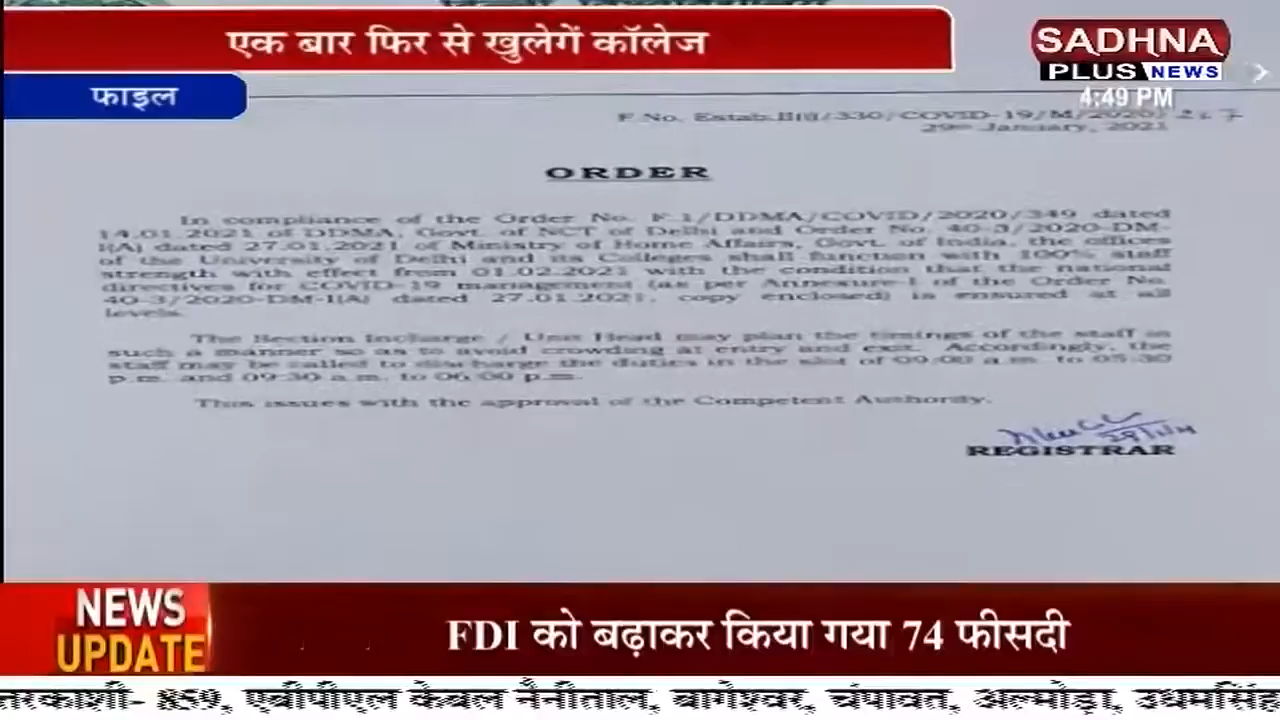 एक बार फिर से खुलेगें कॉलेज
SADHNA
PLUS NEWS
फाइल
4:49 PM
F.No. Estab.II(i)/330/COVID-19/M/2020/
29th January, 2021
ORDER
In compliance of the Order No. F.1/DDMA/COVID/2020/349 dated
14.01.2021 of DDMA, Govt. of NCT of Delhi and Order No. 40-3/2020-DM-
I(A) dated 27.01.2021 of Ministry of Home Affairs, Govt. of India, the offices
of the University of Delhi and its Colleges shall function with 100% staff
strength with effect from 01.02.2021 with the condition that the national
directives for COVID-19 management (as per Annexure-I of the Order No.
40-3/2020-DM-I(A) dated 27.01.2021, copy enclosed) is ensured at all
levels.
The Section Incharge / Unit Head may plan the timings of the staff in
such a manner so as to avoid crowding at entry and exit. Accordingly, the
staff may be called to discharge the duties in the slot of 09:00 a.m. to 05:30
p.m. and 09:30 a.m. to 06:00 p.m.
This issues with the approval of the Competent Authority.
REGISTRAR
NEWS
UPDATE
FDI को बढ़ाकर किया गया 74 फीसदी
त्तरकाशी- 859, एबीपीएल केबल नैनीताल, बागेश्वर, चंपावत, अल्मोड़ा, उधमसिंह